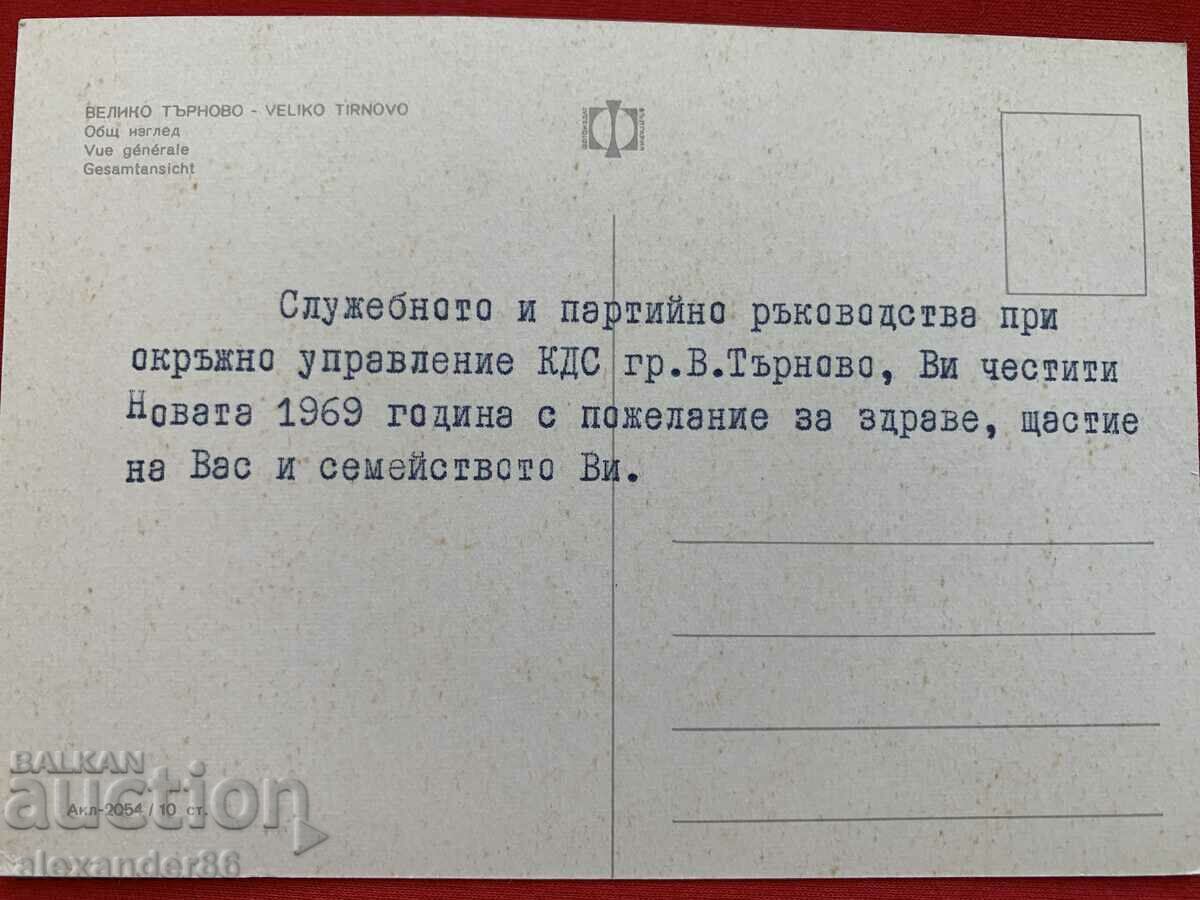 ВЕЛИКО ТЪРНОВО - VELIKO TIRNOVO
Общ изглед
Vue générale
Gesamtansicht
Служебното и партийно ръководства при
окръжно управление КДС гр.В.Търново, Ви честити
Новата 1969 година с пожелание за здраве, щастие
на Вас и семейството Ви.
BALKAN
auction
Акл-2054 / 10 ст.
alexander86